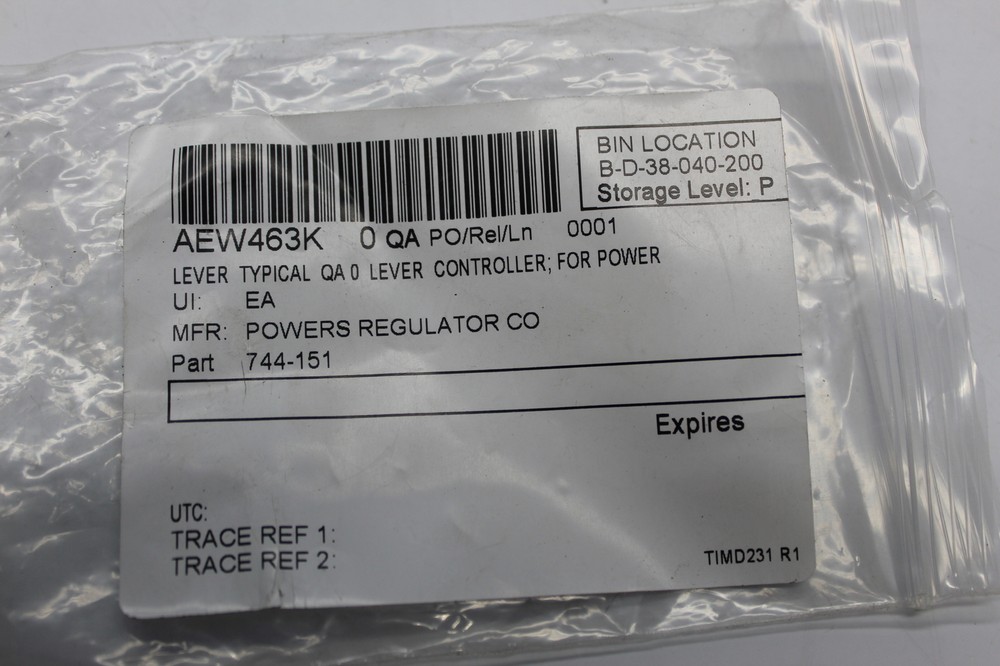 BIN LOCATION
B-D-38-040-200
Storage Level: P
AEW463K 0 QA PO/Rel/Ln 0001
LEVER TYPICAL QA 0 LEVER CONTROLLER; FOR POWER
UI: EA
MFR: POWERS REGULATOR CO
Part 744-151
Expires
UTC:
TRACE REF 1:
TRACE REF 2:
TIMD231 R1